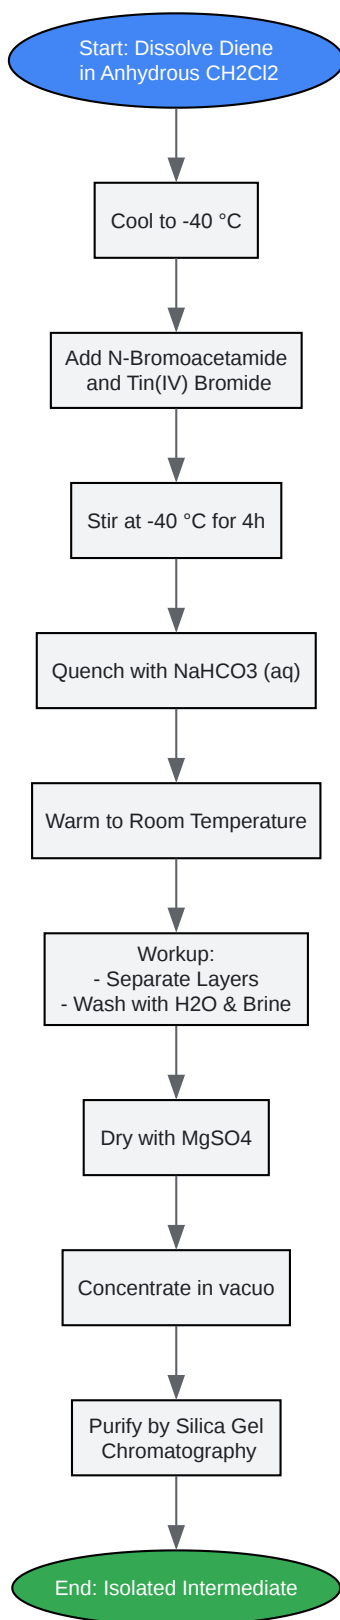 Start: Dissolve Diene
in Anhydrous CH2Cl2
Cool to -40 °C
Add N-Bromoacetamide
and Tin(IV) Bromide
Stir at -40 °C for 4h
Quench with NaHCO3 (aq)
Warm to Room Temperature
Workup:
- Separate Layers
- Wash with H2O & Brine
Dry with MgSO4
Concentrate in vacuo
Purify by Silica Gel
Chromatography
End: Isolated Intermediate